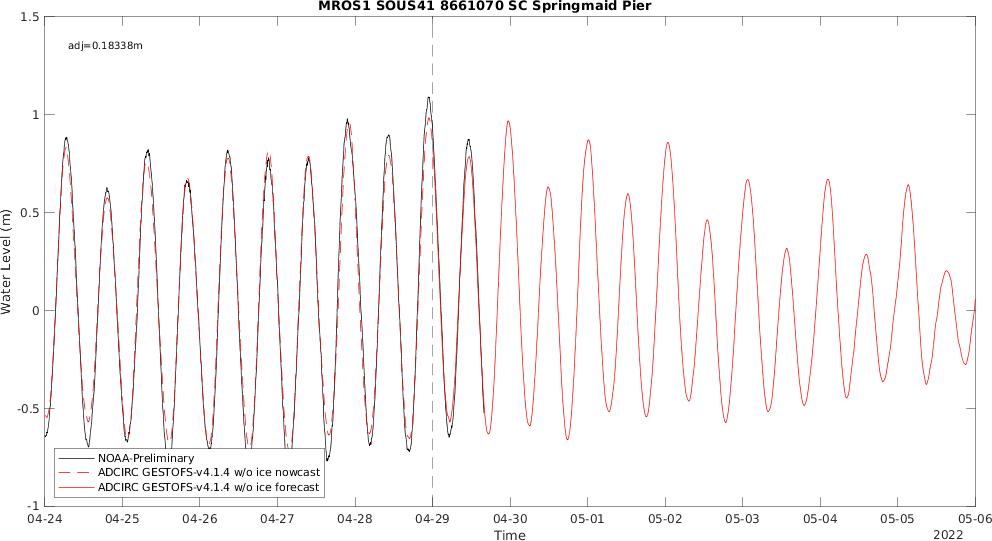 MROS1 SOUS41 8661070 SC Springmaid Pier
1.5
adj=0.18338m
1
0.5
Water Level (m)
0
-0.5
NOAA-Preliminary
ADCIRC GESTOFS-v4.1.4 w/o ice nowcast
ADCIRC GESTOFS-v4.1.4 w/o ice forecast
-1
04-24 04-25 04-26 04-27 04-28 04-29 04-30 05-01 05-02 05-03 05-04 05-05 05-06
Time 2022